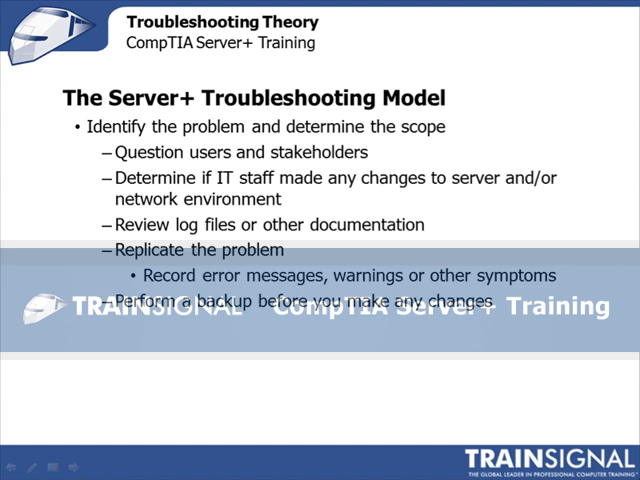 Troubleshooting Theory
CompTIA Server+ Training
The Server+ Troubleshooting Model
• Identify the problem and determine the scope
– Question users and stakeholders
– Determine if IT staff made any changes to server and/or
network environment
– Review log files or other documentation
– Replicate the problem
• Record error messages, warnings or other symptoms
– Perform a backup before you make any changes
TRAINSIGNAL CompTIA Server+ Training
TRAINSIGNAL
THE GLOBAL LEADER IN PROFESSIONAL COMPUTER TRAINING